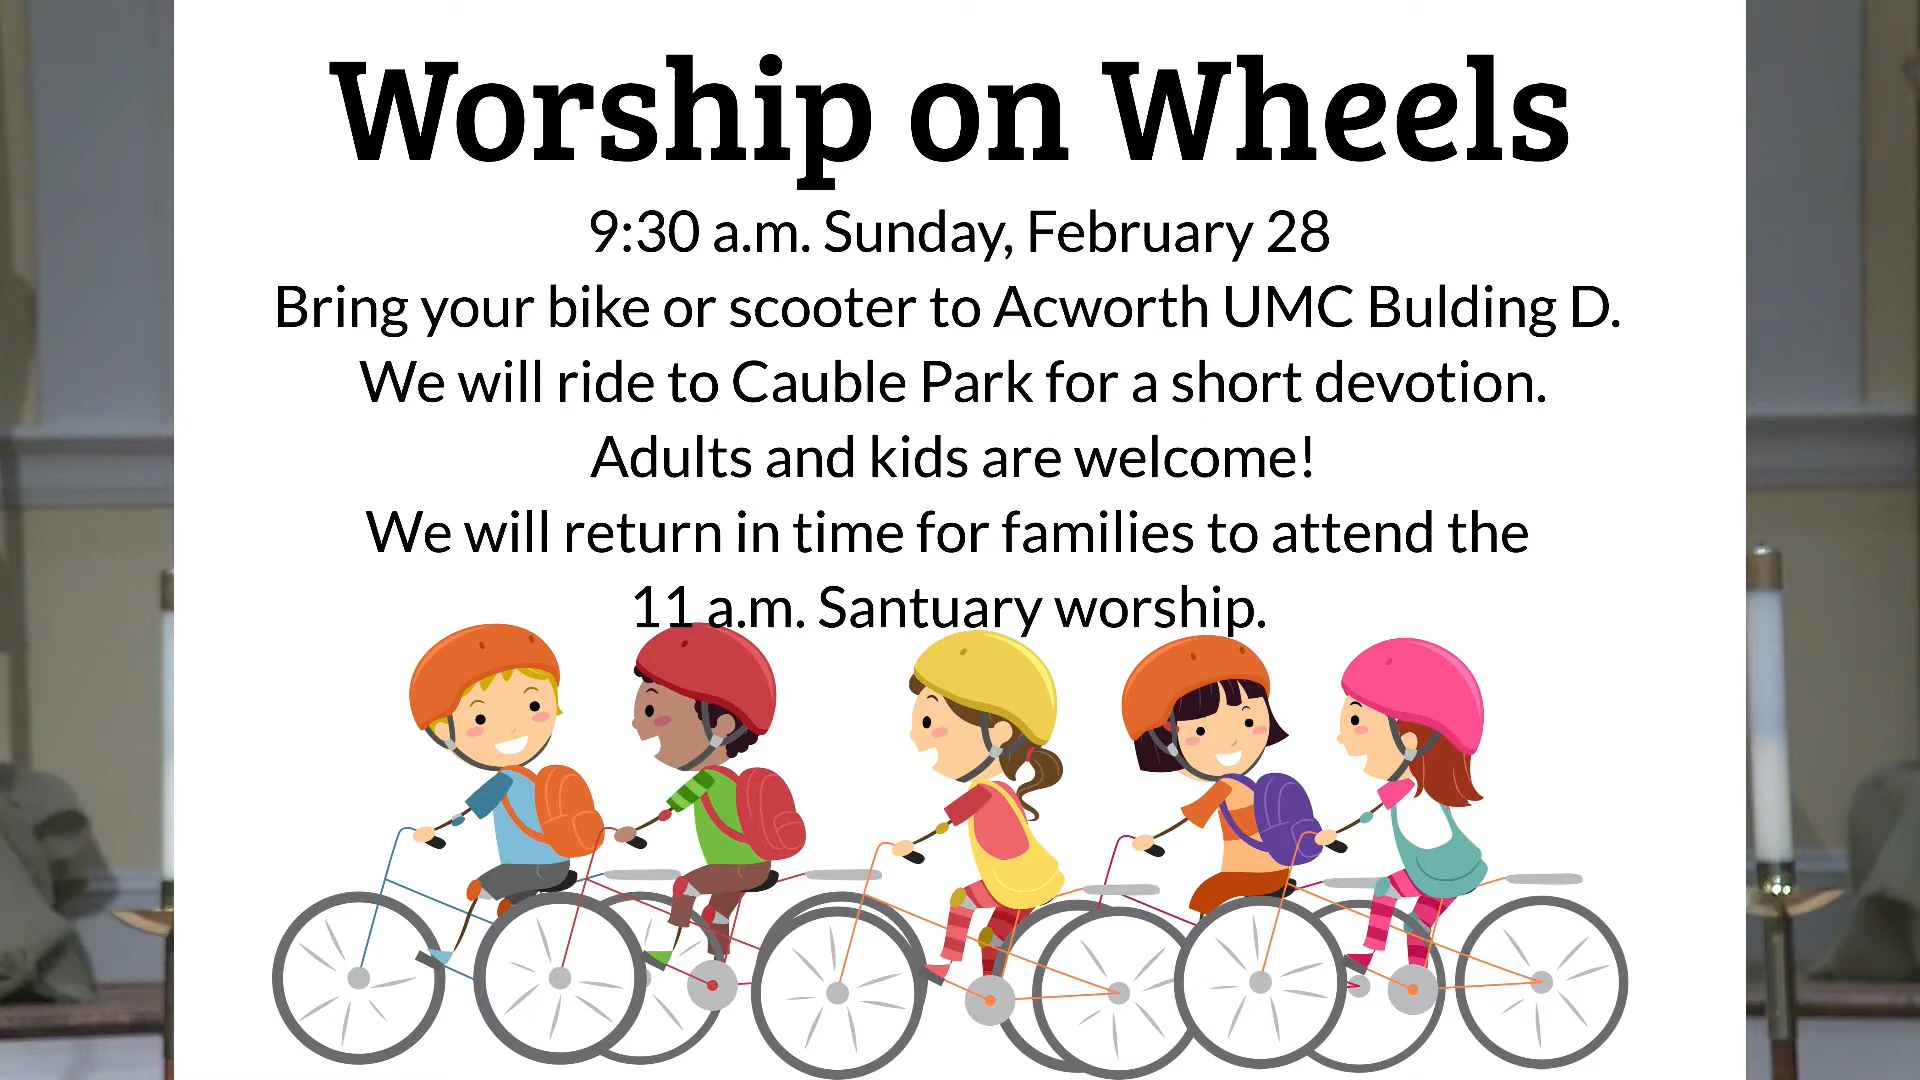 Worship on Wheels
9:30 a.m. Sunday, February 28
Bring your bike or scooter to Acworth UMC Bulding D.
We will ride to Cauble Park for a short devotion.
Adults and kids are welcome!
We will return in time for families to attend the
11 a.m. Santuary worship.